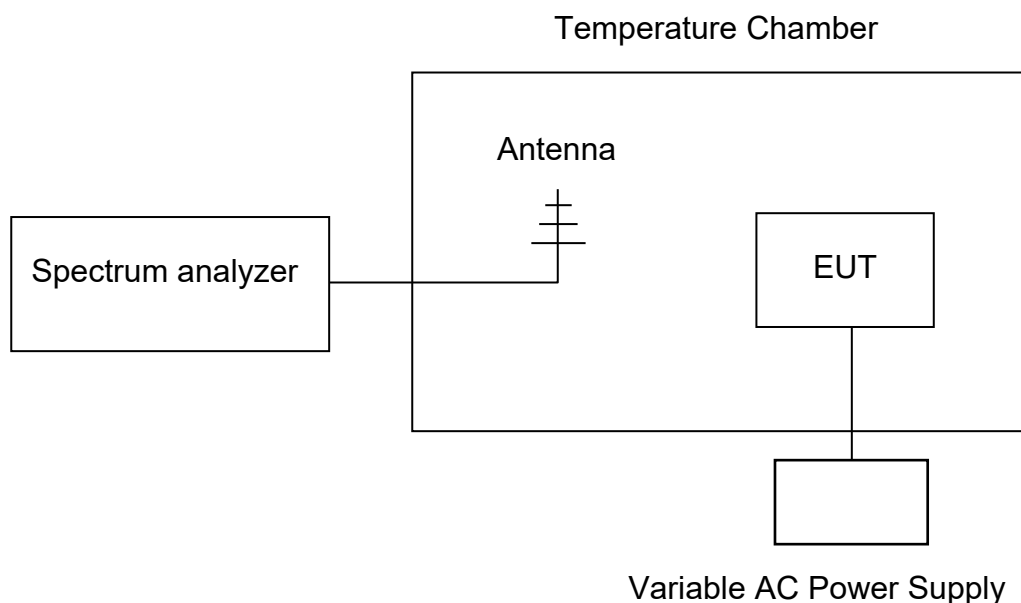 Temperature Chamber
Antenna
Spectrum analyzer
EUT
Variable AC Power Supply